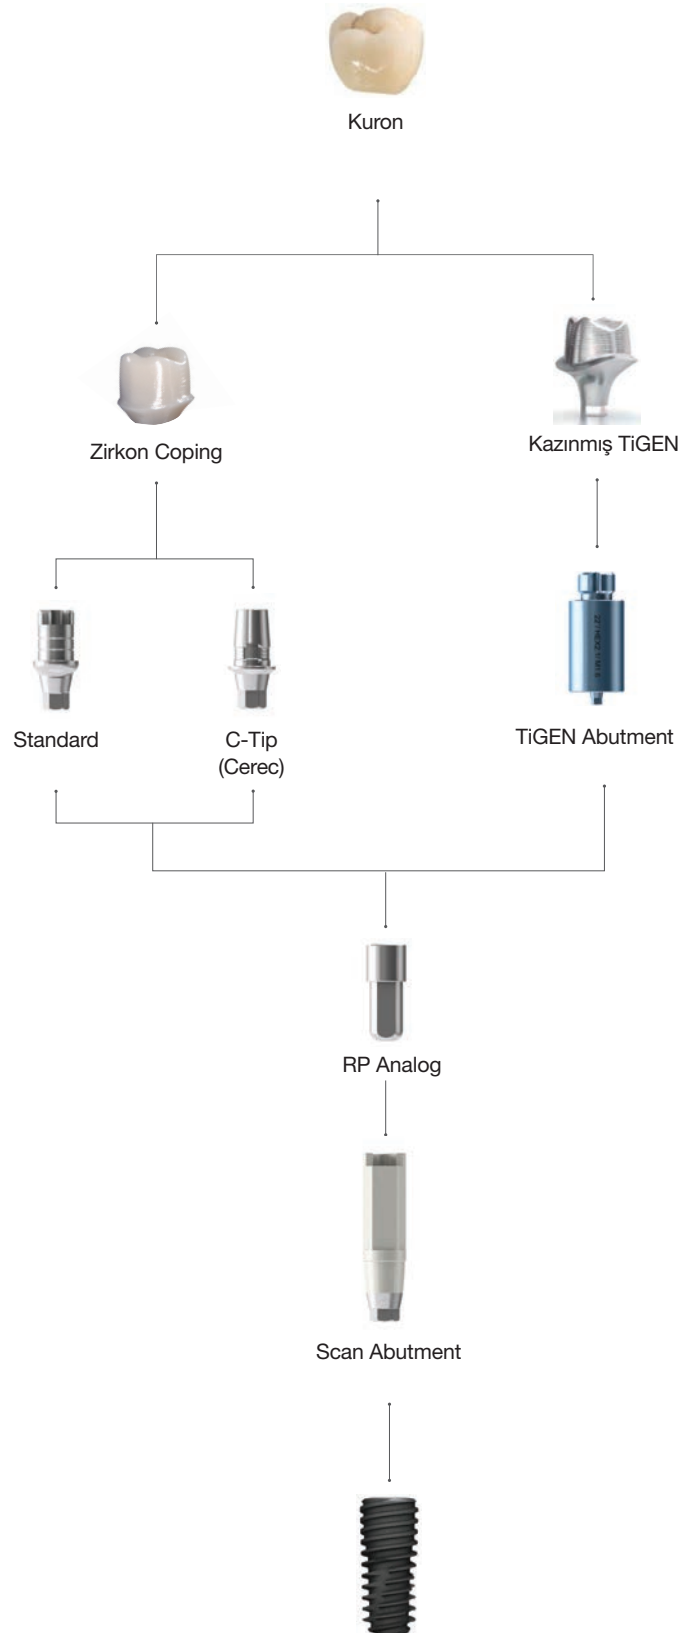 Kuron
Zirkon Coping
Kazınmış TiGEN
Standard
C-Tip
(Cerec)
TiGEN Abutment
RP Analog
Scan Abutment